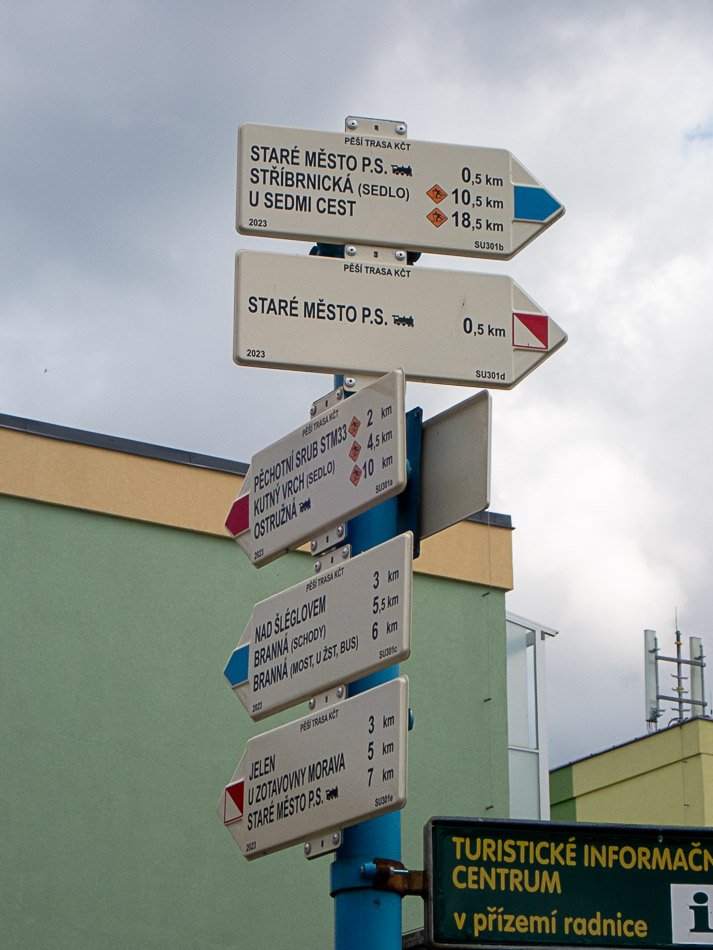 PĚŠÍ TRASA KČT
STARÉ MĚSTO P.S. 0,5 KM
STŘÍBRNICKÁ (SEDLO) 10,5 KM
U SEDMI CEST 18,5 KM
2023 SU301b
PĚŠÍ TRASA KČT
STARÉ MĚSTO P.S. 0,5 KM
2023 SU301d
PĚŠÍ TRASA KČT
PĚCHOTNÍ SRUB STM33 2 KM
KUTNÝ VRCH (SEDLO) 4,5 KM
OSTRUŽNÁ 10 KM
2023 SU301a
PĚŠÍ TRASA KČT
NAD ŠLÉGLOVEM 3 KM
BRANNÁ (SCHODY) 5,5 KM
BRANNÁ (MOST, U ŽST, BUS) 6 KM
2023 SU301c
PĚŠÍ TRASA KČT
JELEN 3 KM
U ZOTAVOVNY MORAVA 5 KM
STARÉ MĚSTO P.S. 7 KM
2023 SU301e
TURISTICKÉ INFORMAČN
CENTRUM
v přízemí radnice
i